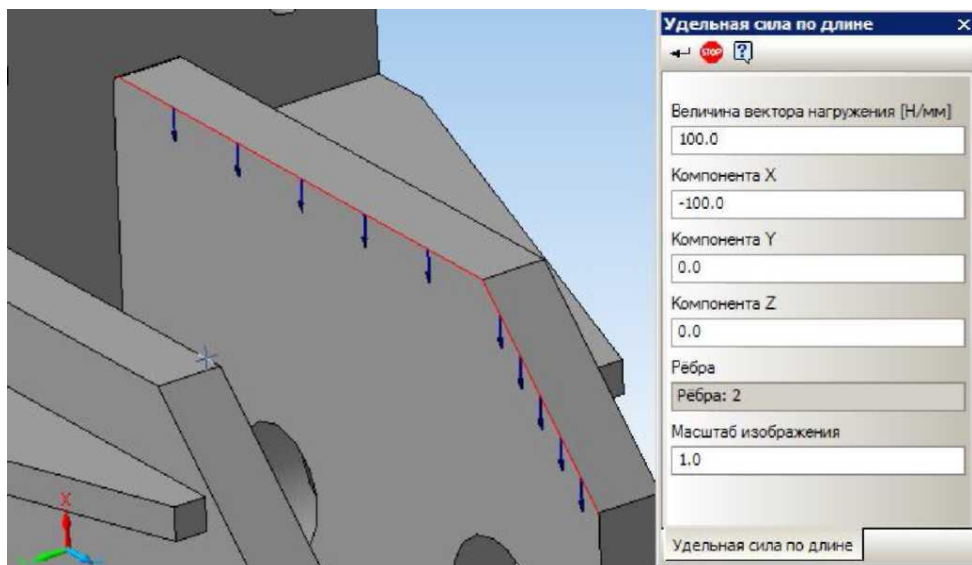 Удельная сила по длине
STOP
?
Величина вектора нагружения [Н/мм]
100.0
Компонента X
-100.0
Компонента Y
0.0
Компонента Z
0.0
Рёбра
Рёбра: 2
Масштаб изображения
1.0
Удельная сила по длине
X